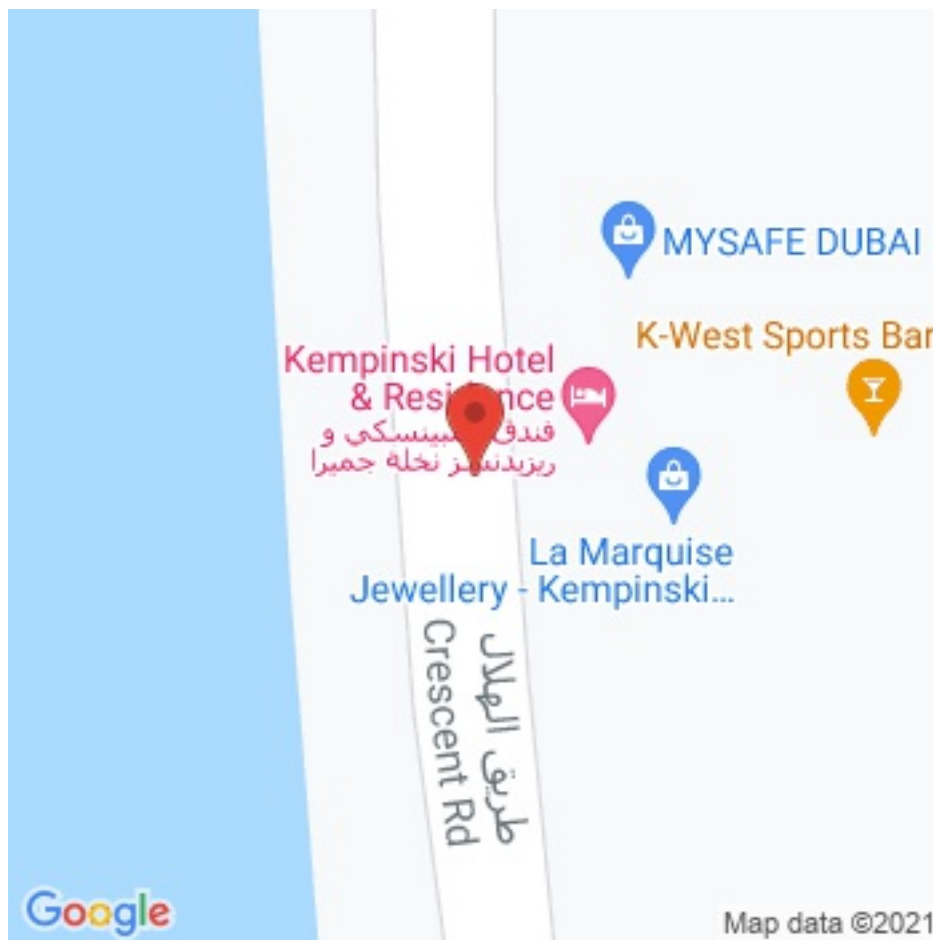 MYSAFE DUBAI
K-West Sports Bar
Kempinski Hotel
&
فندق
و
ريزيدنسز نخلة جميرا
La Marquise
Jewellery - Kempinski...
طريق الهلال
Crescent Rd
Google
Map data ©2021